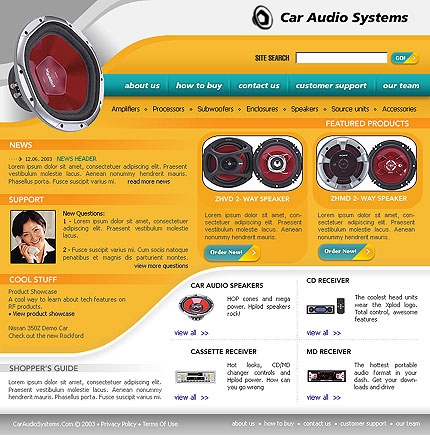 Car Audio Systems
SITE SEARCH
GO!
about us
how to buy
contact us
customer support
our team
Amplifiers • Processors • Subwoofers • Enclosures • Speakers • Source units • Accessories
FEATURED PRODUCTS
NEWS
12.06. 2003 NEWS HEADER
Lorem ipsum dolor sit amet, consectetuer adipiscing elit. Praesent
vestibulum molestie lacus. Aenean nonummy hendrerit mauris.
Phasellus porta. Fusce suscipit varius mi. read more news
ZHVD 2- WAY SPEAKER
Lorem ipsum dolor sit amet,
consectetuer adipiscing elit.
Praesent vestibulum
molestie lacus. Aenean
nonummy hendrerit mauris.
Order Now!
ZHMD 2- WAY SPEAKER
Lorem ipsum dolor sit amet,
consectetuer adipiscing elit.
Praesent vestibulum
molestie lacus. Aenean
nonummy hendrerit mauris.
Order Now!
SUPPORT
New Questions:
1 - Lorem ipsum dolor sit amet,
consectetuer adipiscing elit.
Praesent vestibulum molestie
lacus.
2 - Fusce suscipit varius mi. Cum sociis natoque
penatibus et magnis dis parturient montes.
view more questions
COOL STUFF
Product Showcase
A cool way to learn about tech features on
RF products.
• View product showcase
Nissan 350Z Demo Car
Check out the new Rockford
CAR AUDIO SPEAKERS
HOP cones and mega
power. Hplod speakers
rock!
view all >>
CD RECEIVER
The coolest head units
wear the Xplod logo.
Total control, awesome
features
view all >>
CASSETTE RECEIVER
Hot looks, CD/MD
changer controls and
Hplod power. How can
you go wrong
view all >>
MD RECEIVER
The hottest portable
audio format in your
dash. Get your down-
loads and drive
view all >>
SHOPPER'S GUIDE
Lorem ipsum dolor sit amet, consectetuer
adipiscing elit. Praesent vestibulum molestie
lacus. Aenean nonummy hendrerit mauris.
Phasellus porta. Fusce suscipit varius mi.
CarAudioSystems.Com © 2003 • Privacy Policy • Terms Of Use
about us • how to buy • contact us • customer support • our team